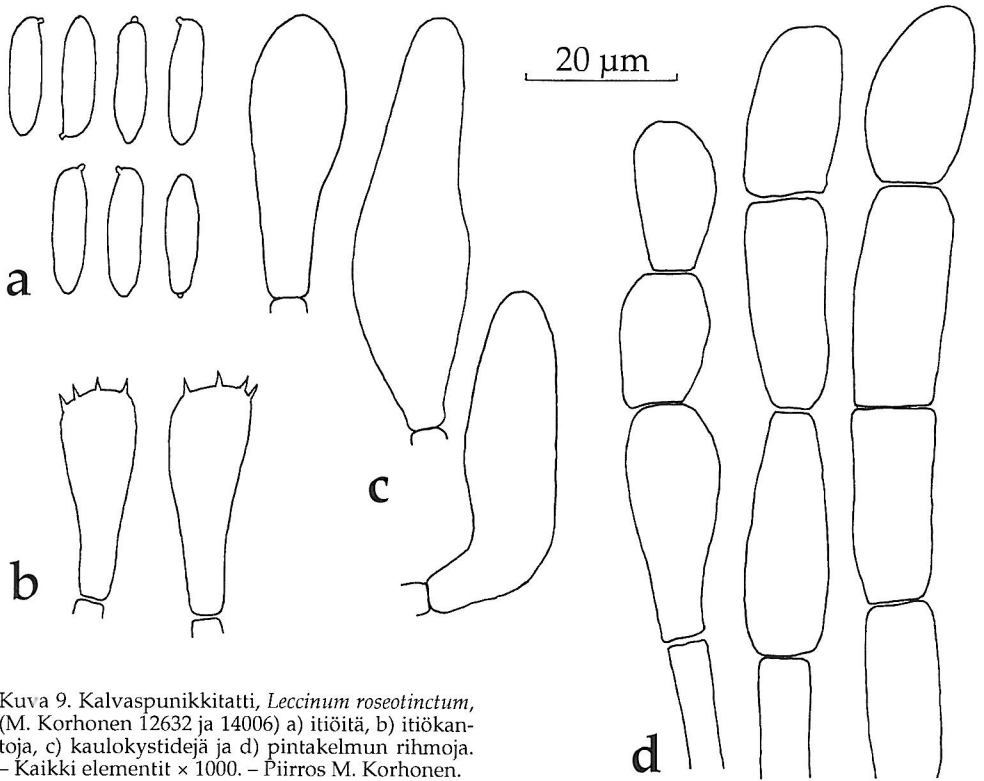 20 µm
a
b
c
d
Kuva 9. Kalvaspunikkitatti, Leccinum roseotinctum,
(M. Korhonen 12632 ja 14006) a) itiöitä, b) itiökan-
toja, c) kaulokystidejä ja d) pintakelmun rihmoja.
– Kaikki elementit × 1000. – Piirros M. Korhonen.